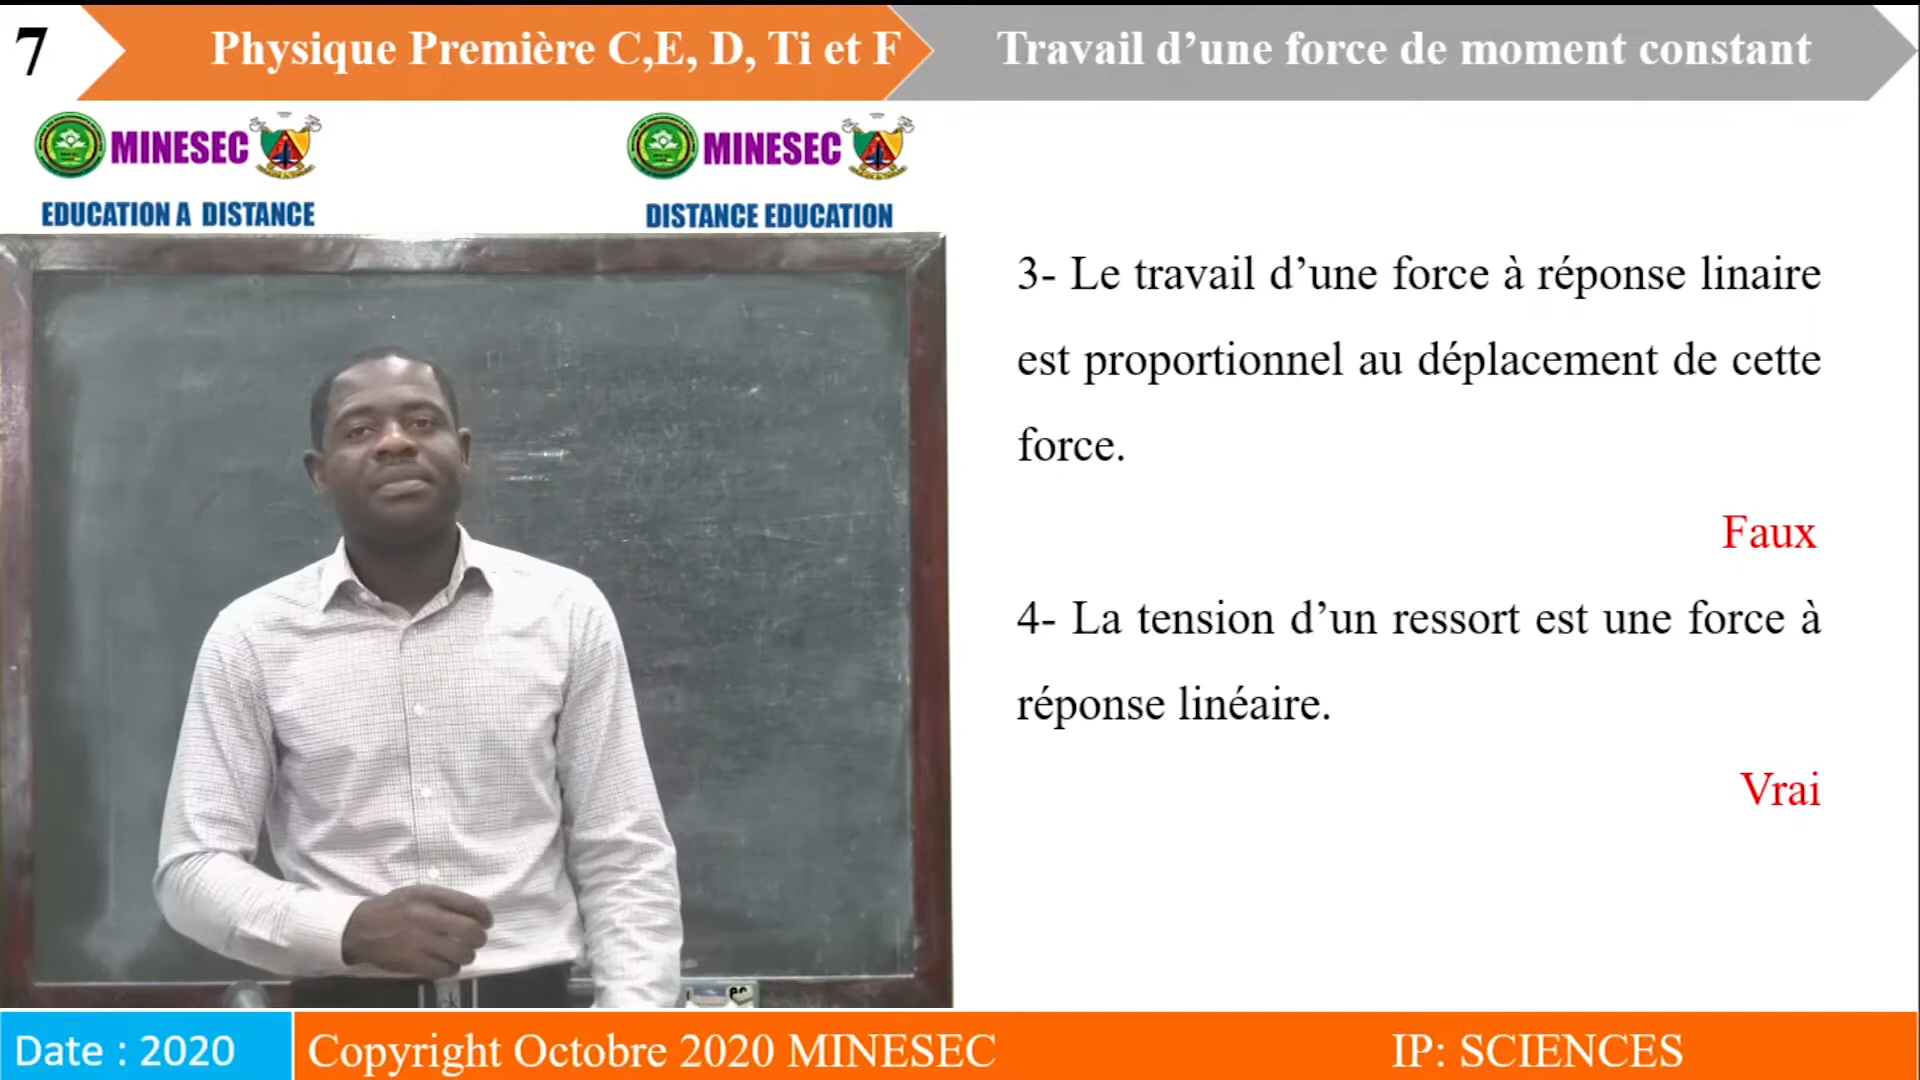 7
Physique Première C,E, D, Ti et F
Travail d’une force de moment constant
MINESEC
EDUCATION A DISTANCE
MINESEC
DISTANCE EDUCATION
3- Le travail d’une force à réponse linaire
est proportionnel au déplacement de cette
force.
Faux
4- La tension d’un ressort est une force à
réponse linéaire.
Vrai
Date : 2020
Copyright Octobre 2020 MINESEC
IP: SCIENCES